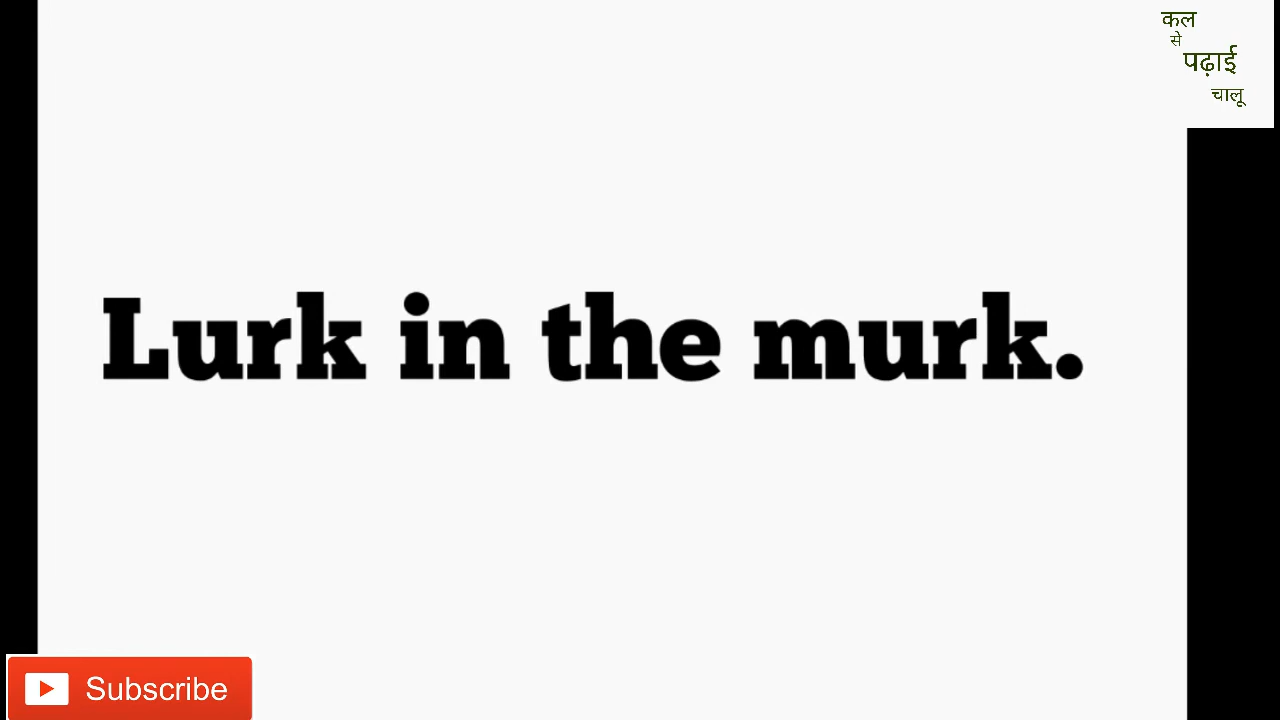 कल
से
पढ़ाई
चालू
Lurk in the murk.
Subscribe